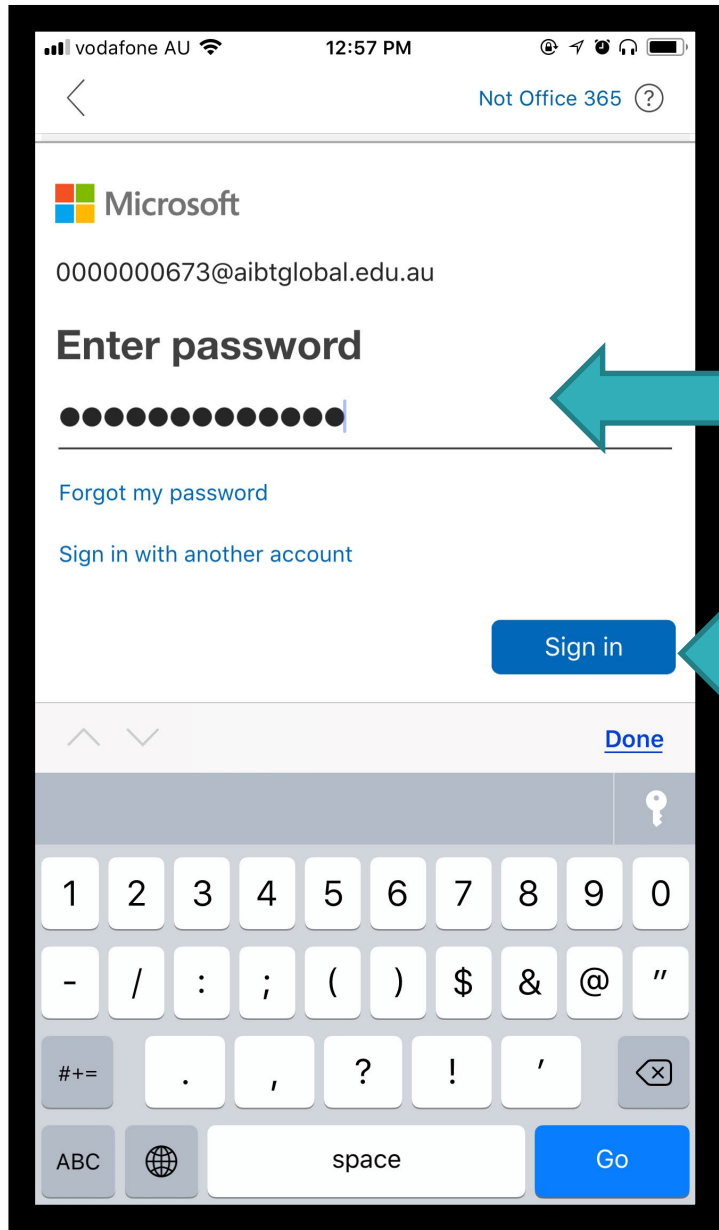 vodafone AU 12:57 PM
Not Office 365 ?
Microsoft
0000000673@aibtglobal.edu.au
Enter password
●●●●●●●●●●●●●
Forgot my password
Sign in with another account
Sign in
Done
1 2 3 4 5 6 7 8 9 0
- / : ; ( ) $ & @ "
#+= . , ? ! '
ABC space Go